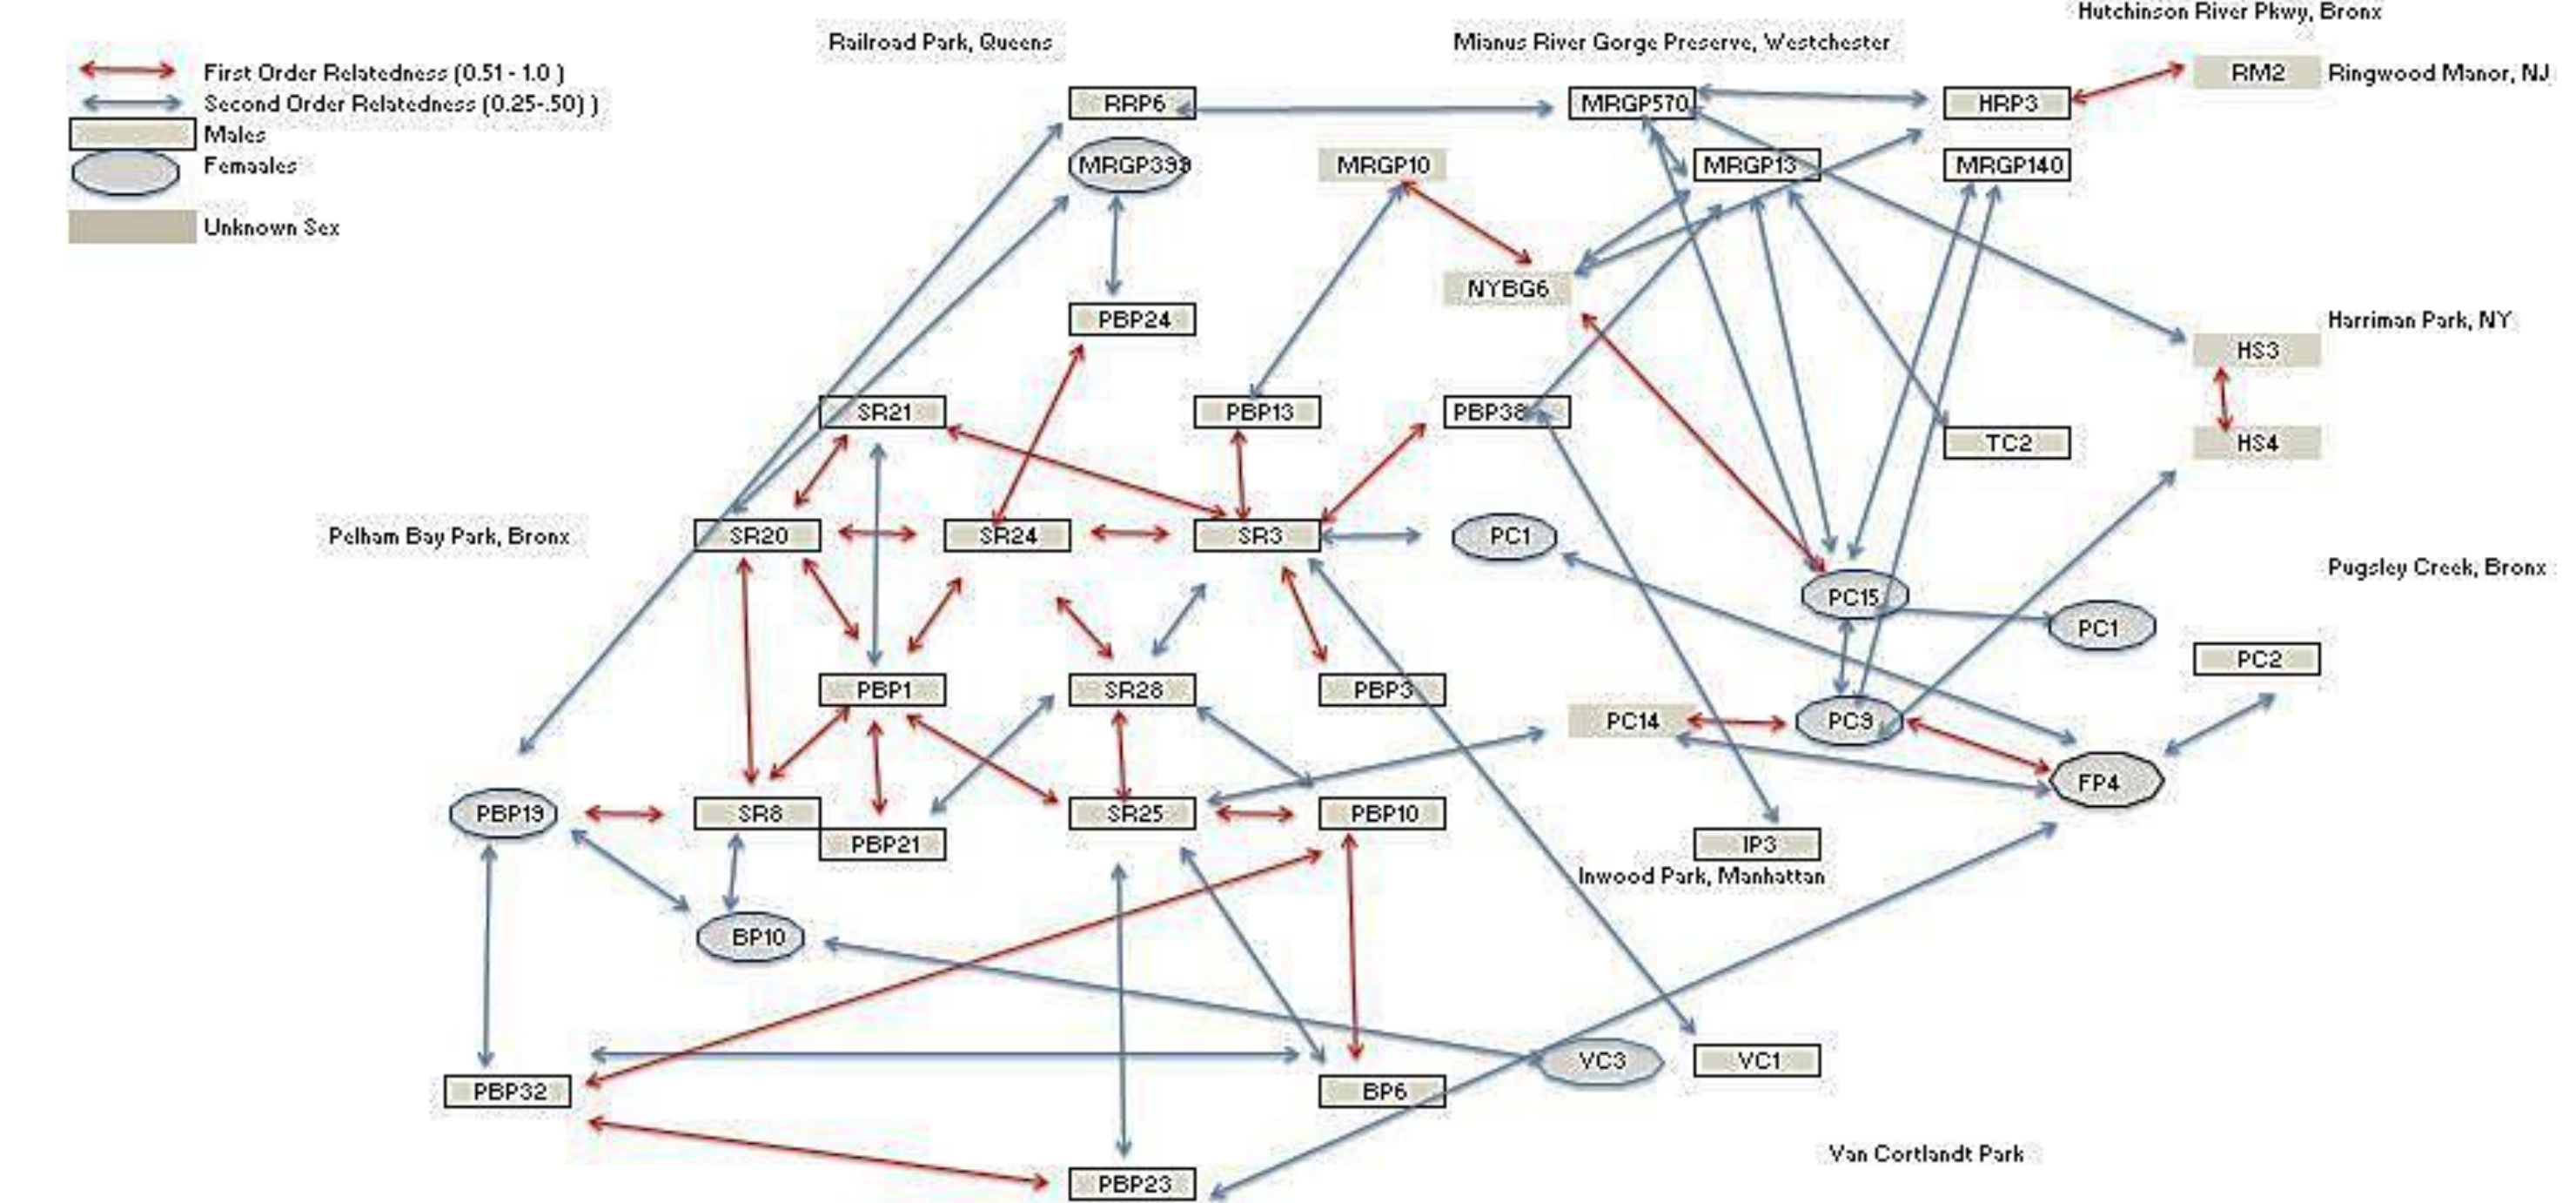 Hutchinson River Pkwy, Bronx
Railroad Park, Queens
Mianus River Gorge Preserve, Westchester
First Order Relatedness (0.51 - 1.0 )
RM2
Ringwood Manor, NJ
Second Order Relatedness (0.25-.50) )
RRP6
MRGP570
HRP3
Males
Femaales
MRGP399
MRGP10
MRGP13
MRGP140
Unknown Sex
NYBG6
PBP24
Harriman Park, NY
HS3
SR21
PBP13
PBP38
TC2
HS4
Pelham Bay Park, Bronx
SR20
SR24
SR3
PC1
Pugsley Creek, Bronx
PC15
PC1
PC2
PBP1
SR28
PBP3
PC14
PC9
FP4
PBP19
SR8
SR25
PBP10
PBP21
IP3
Inwood Park, Manhattan
BP10
VC3
VC1
PBP32
BP6
Van Cortlandt Park
PBP23